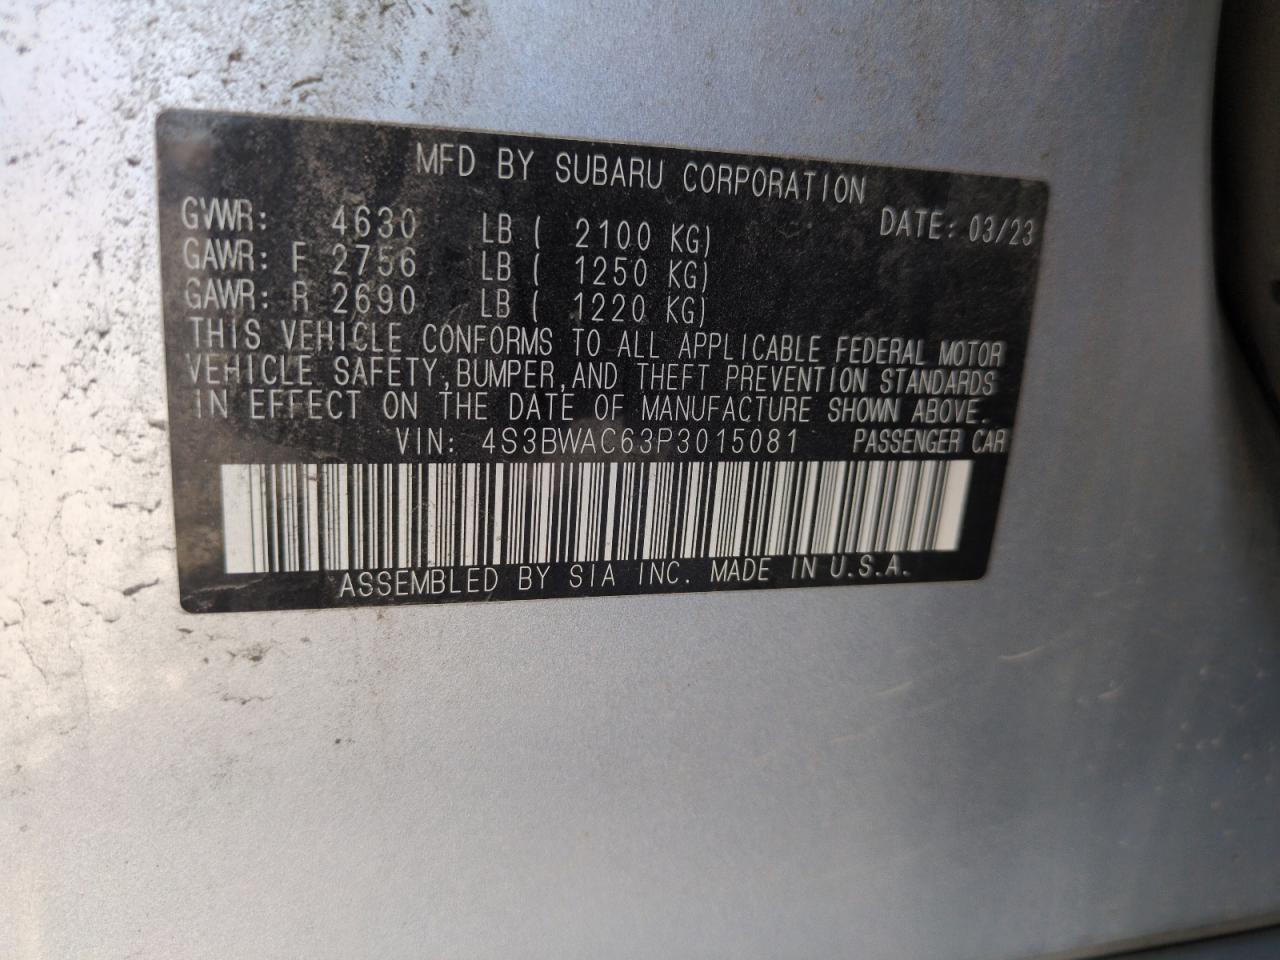 MFD BY SUBARU CORPORATION
GVWR: 4630 LB ( 2100 KG) DATE: 03/23
GAWR: F 2756 LB ( 1250 KG)
GAWR: R 2690 LB ( 1220 KG)
THIS VEHICLE CONFORMS TO ALL APPLICABLE FEDERAL MOTOR
VEHICLE SAFETY,BUMPER,AND THEFT PREVENTION STANDARDS
IN EFFECT ON THE DATE OF MANUFACTURE SHOWN ABOVE.
VIN: 4S3BWAC63P3015081 PASSENGER CAR
ASSEMBLED BY SIA INC. MADE IN U.S.A.